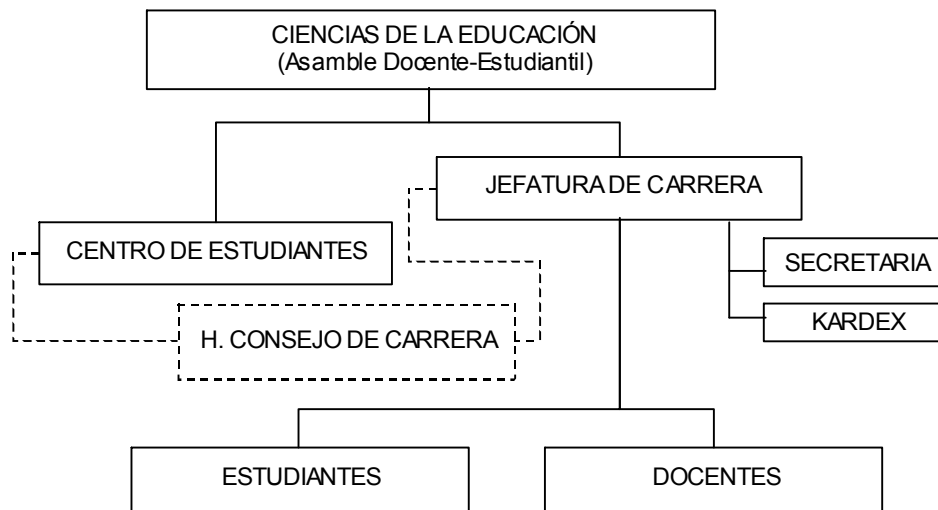 CIENCIAS DE LA EDUCACIÓN
(Asamble Docente-Estudiantil)
JEFATURA DE CARRERA
CENTRO DE ESTUDIANTES
SECRETARIA
KARDEX
H. CONSEJO DE CARRERA
ESTUDIANTES
DOCENTES